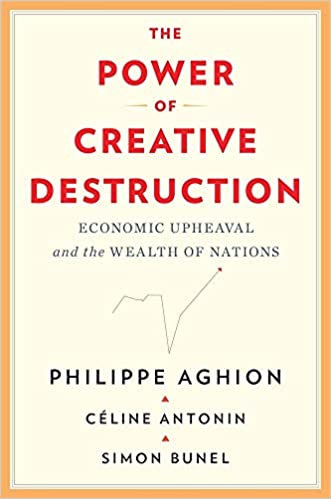 THE
POWER
OF
CREATIVE
DESTRUCTION
ECONOMIC UPHEAVAL
and the WEALTH OF NATIONS
PHILIPPE AGHION
CÉLINE ANTONIN
SIMON BUNEL